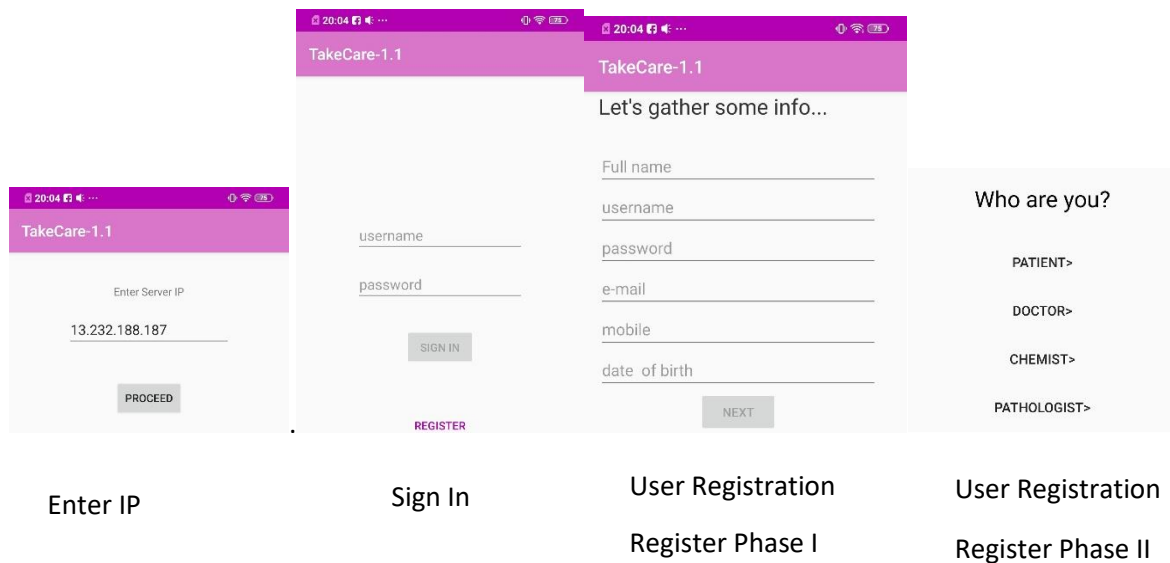 20:04
TakeCare-1.1
Enter Server IP
13.232.188.187
PROCEED
Enter IP
.
20:04
TakeCare-1.1
username
password
SIGN IN
REGISTER
Sign In
20:04
TakeCare-1.1
Let's gather some info...
Full name
username
password
e-mail
mobile
date of birth
NEXT
User Registration
Register Phase I
Who are you?
PATIENT>
DOCTOR>
CHEMIST>
PATHOLOGIST>
User Registration
Register Phase II